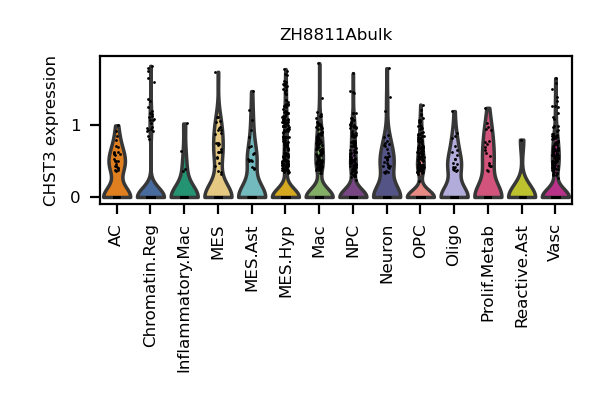 ZH8811Abulk
CHST3 expression
1
0
AC
Chromatin.Reg
Inflammatory.Mac
MES
MES.Ast
MES.Hyp
Mac
NPC
Neuron
OPC
Oligo
Prolif.Metab
Reactive.Ast
Vasc